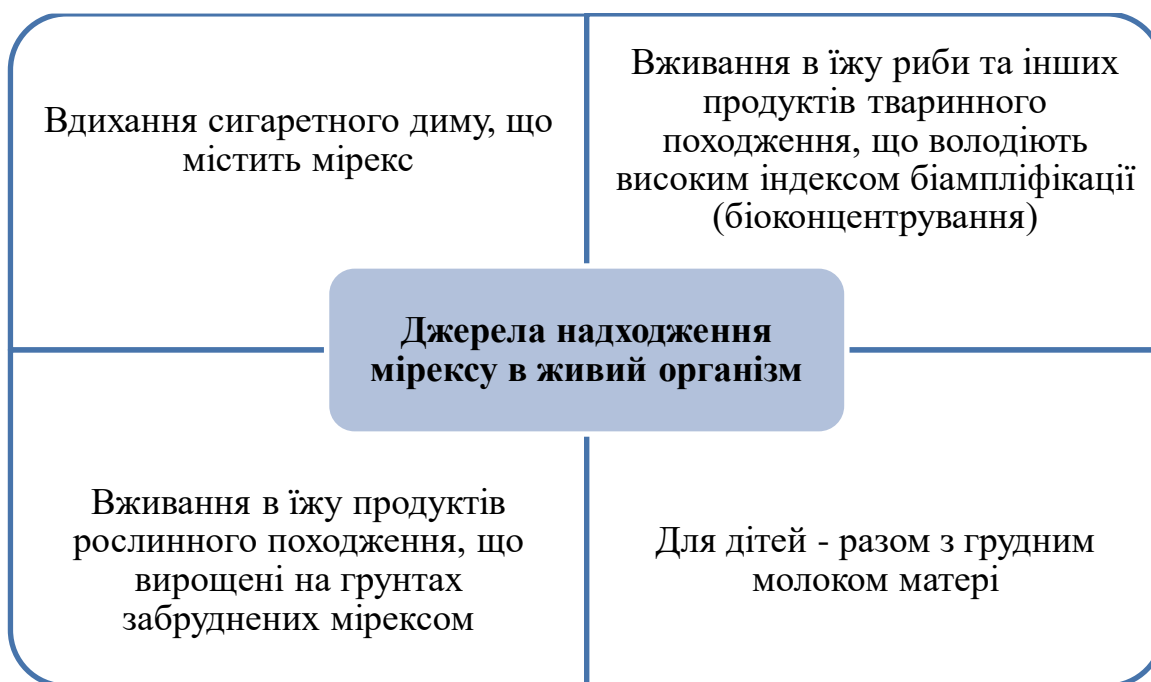 Вдихання сигаретного диму, що
містить мірекс
Вживання в їжу риби та інших
продуктів тваринного
походження, що володіють
високим індексом біампліфікації
(біоконцентрування)
Джерела надходження
мірексу в живий організм
Вживання в їжу продуктів
рослинного походження, що
вирощені на грунтах
забруднених мірексом
Для дітей - разом з грудним
молоком матері